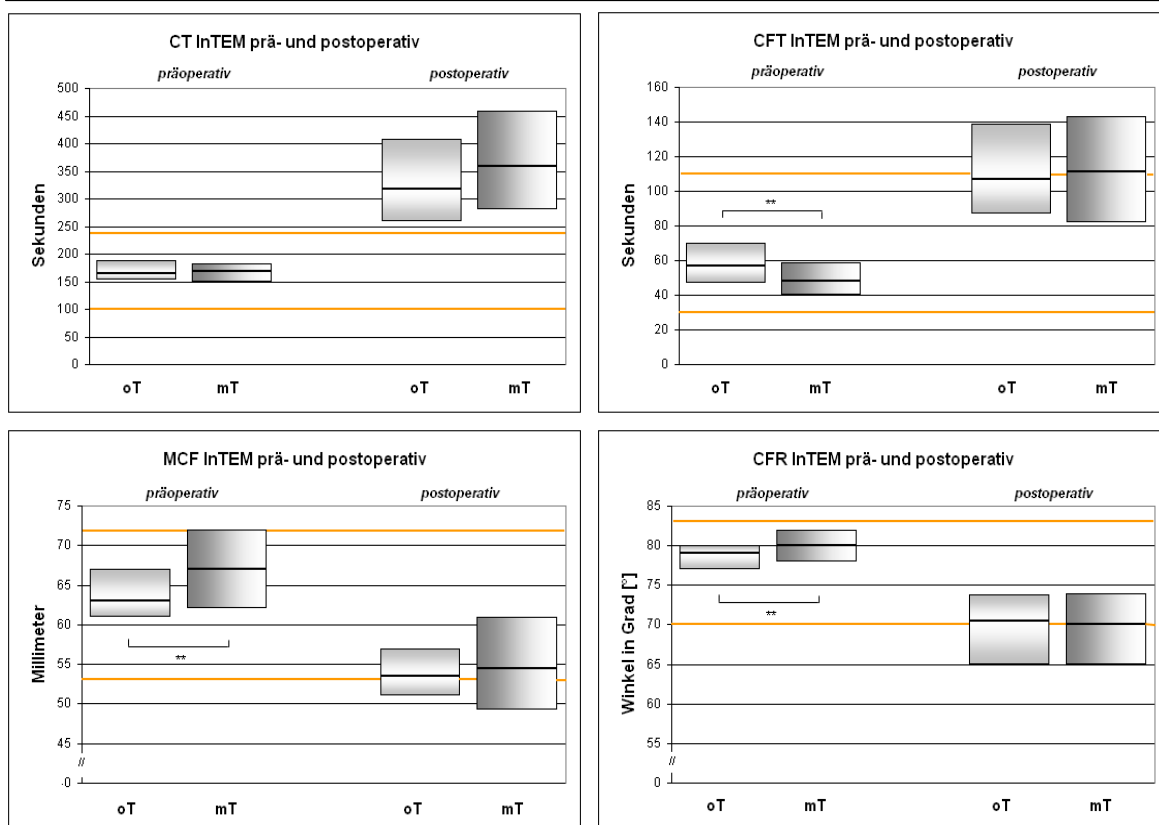 CT InTEM prä- und postoperativ
präoperativ
postoperativ
Sekunden
500
450
400
350
300
250
200
150
100
50
0
oT
mT
oT
mT
CFT InTEM prä- und postoperativ
präoperativ
postoperativ
Sekunden
160
140
120
100
80
60
40
20
0
**
oT
mT
oT
mT
MCF InTEM prä- und postoperativ
präoperativ
postoperativ
Millimeter
75
70
65
60
55
50
45
//
0
**
oT
mT
oT
mT
CFR InTEM prä- und postoperativ
präoperativ
postoperativ
Winkel in Grad [°]
85
80
75
70
65
60
55
//
0
**
oT
mT
oT
mT